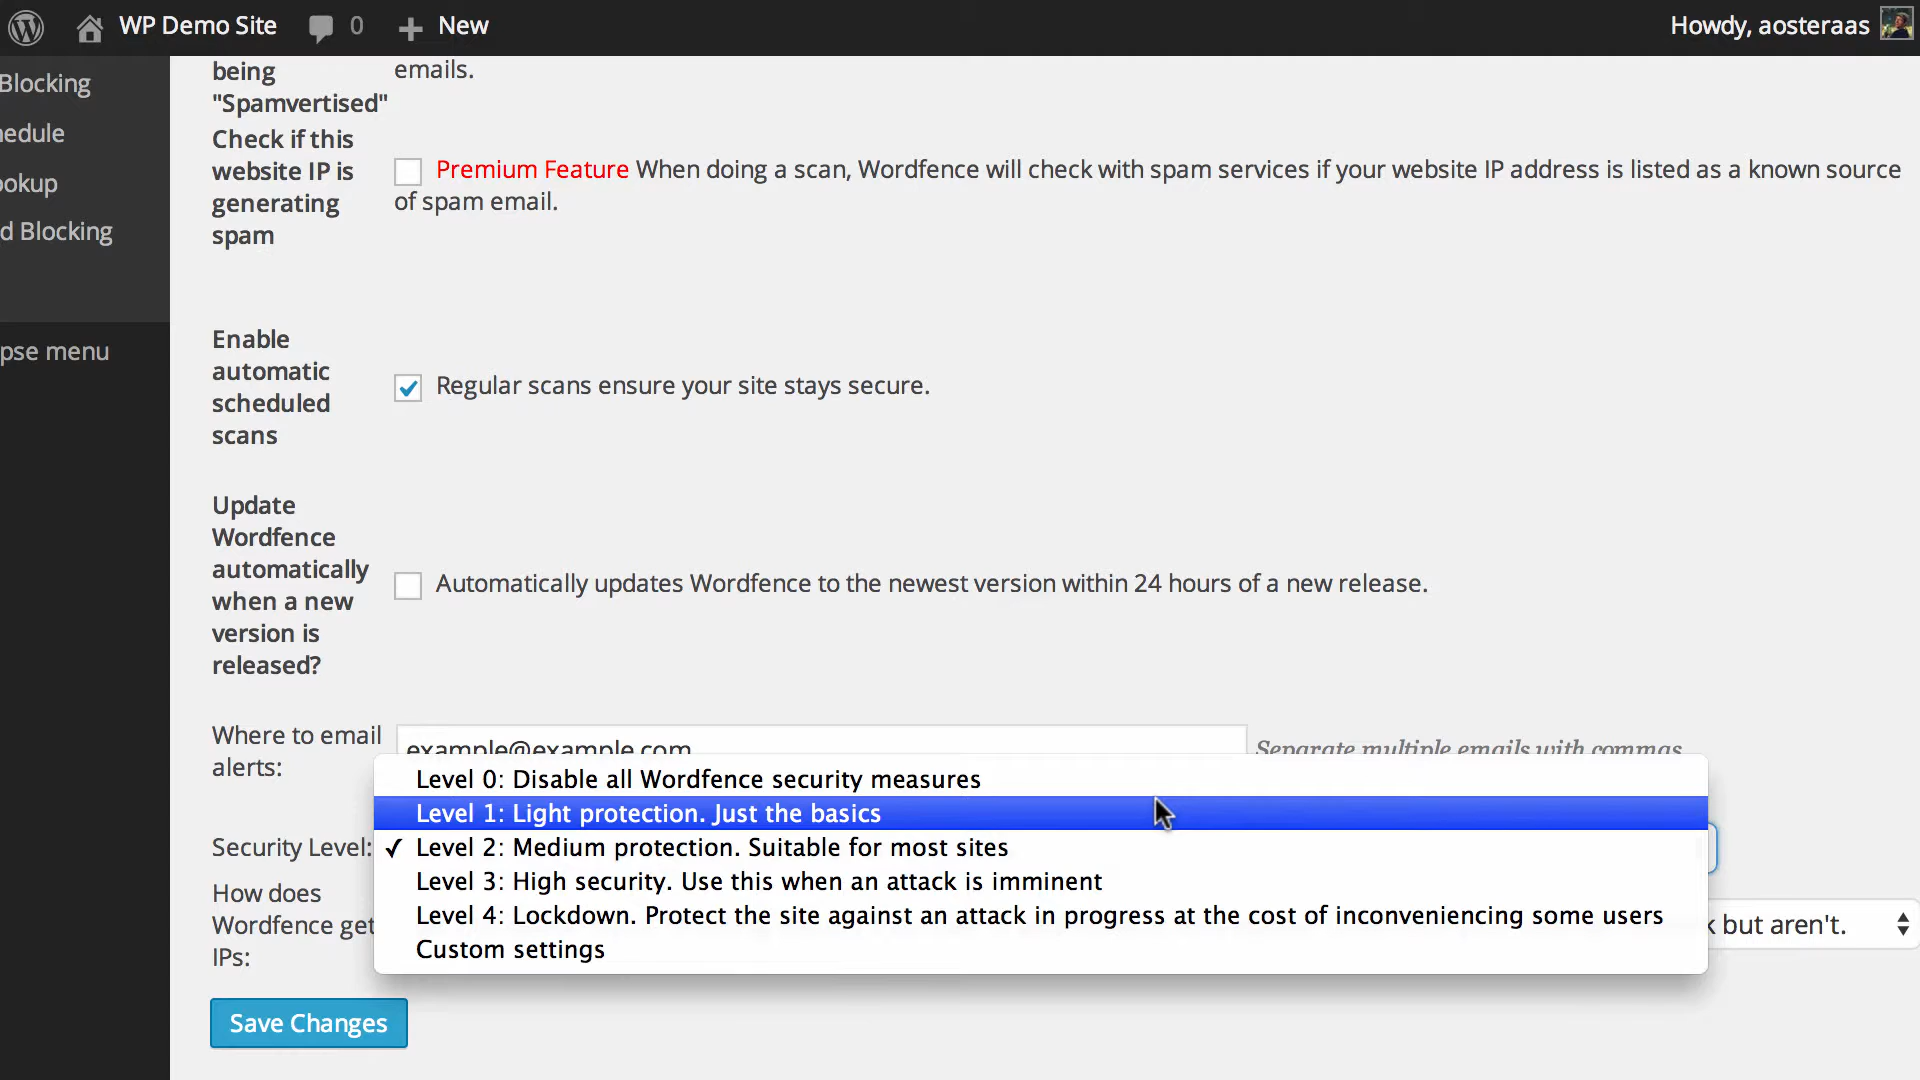 WP Demo Site 0 New Howdy, aosteraas
Blocking
hedule
ookup
d Blocking
pse menu
being
"Spamvertised"
emails.
Check if this
website IP is
generating
spam
Premium Feature When doing a scan, Wordfence will check with spam services if your website IP address is listed as a known source
of spam email.
Enable
automatic
scheduled
scans
Regular scans ensure your site stays secure.
Update
Wordfence
automatically
when a new
version is
released?
Automatically updates Wordfence to the newest version within 24 hours of a new release.
Where to email
alerts:
example@example.com
Separate multiple emails with commas
Security Level:
Level 0: Disable all Wordfence security measures
Level 1: Light protection. Just the basics
✓ Level 2: Medium protection. Suitable for most sites
Level 3: High security. Use this when an attack is imminent
Level 4: Lockdown. Protect the site against an attack in progress at the cost of inconveniencing some users
Custom settings
How does
Wordfence get
IPs:
k but aren't.
Save Changes